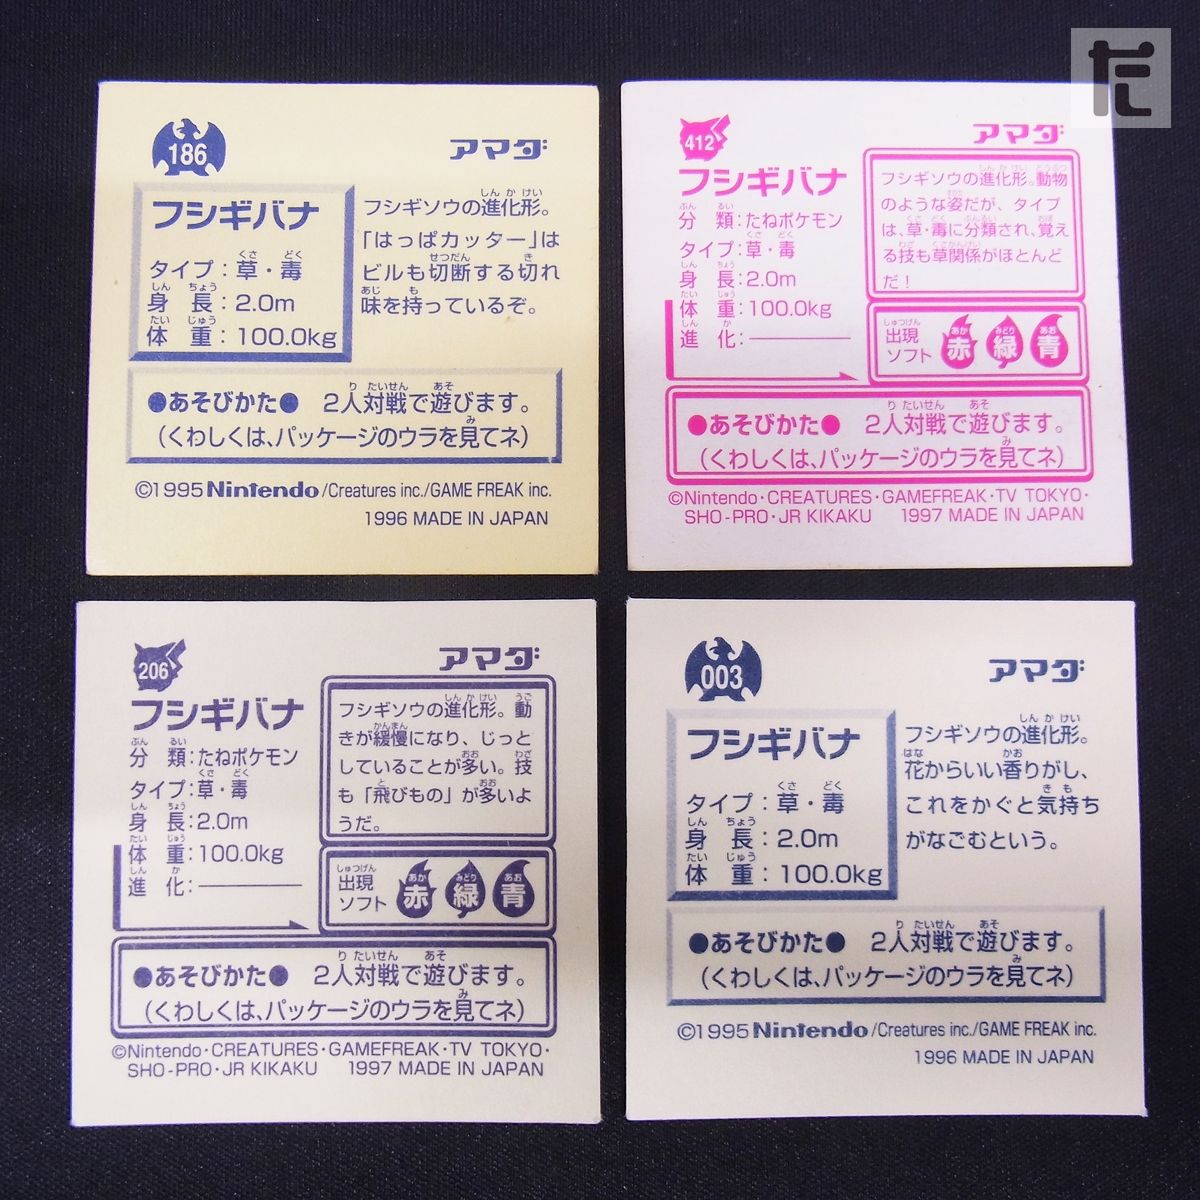 186
アマダ
フシギバナ
タイプ：草・毒
身長：2.0m
体重：100.0kg
フシギソウの進化形。
「はっぱカッター」は
ビルも切断する切れ
味を持っているぞ。
●あそびかた● 2人対戦で遊びます。
（くわしくは、パッケージのウラを見てネ）
©1995 Nintendo/Creatures inc./GAME FREAK inc.
1996 MADE IN JAPAN
412
アマダ
フシギバナ
分類：たねポケモン
タイプ：草・毒
身長：2.0m
体重：100.0kg
進化：
フシギソウの進化形。動物
のような姿だが、タイプ
は、草・毒に分類され、覚え
る技も草関係がほとんど
だ！
出現
ソフト
赤 緑 青
●あそびかた● 2人対戦で遊びます。
（くわしくは、パッケージのウラを見てネ）
©Nintendo・CREATURES・GAMEFREAK・TV TOKYO・
SHO-PRO・JR KIKAKU 1997 MADE IN JAPAN
206
アマダ
フシギバナ
分類：たねポケモン
タイプ：草・毒
身長：2.0m
体重：100.0kg
進化：
フシギソウの進化形。動
きが緩慢になり、じっと
していることが多い。技
も「飛びもの」が多いよ
うだ。
出現
ソフト
赤 緑 青
●あそびかた● 2人対戦で遊びます。
（くわしくは、パッケージのウラを見てネ）
©Nintendo・CREATURES・GAMEFREAK・TV TOKYO・
SHO-PRO・JR KIKAKU 1997 MADE IN JAPAN
003
アマダ
フシギバナ
タイプ：草・毒
身長：2.0m
体重：100.0kg
フシギソウの進化形。
花からいい香りがし、
これをかぐと気持ち
がなごむという。
●あそびかた● 2人対戦で遊びます。
（くわしくは、パッケージのウラを見てネ）
©1995 Nintendo/Creatures inc./GAME FREAK inc.
1996 MADE IN JAPAN